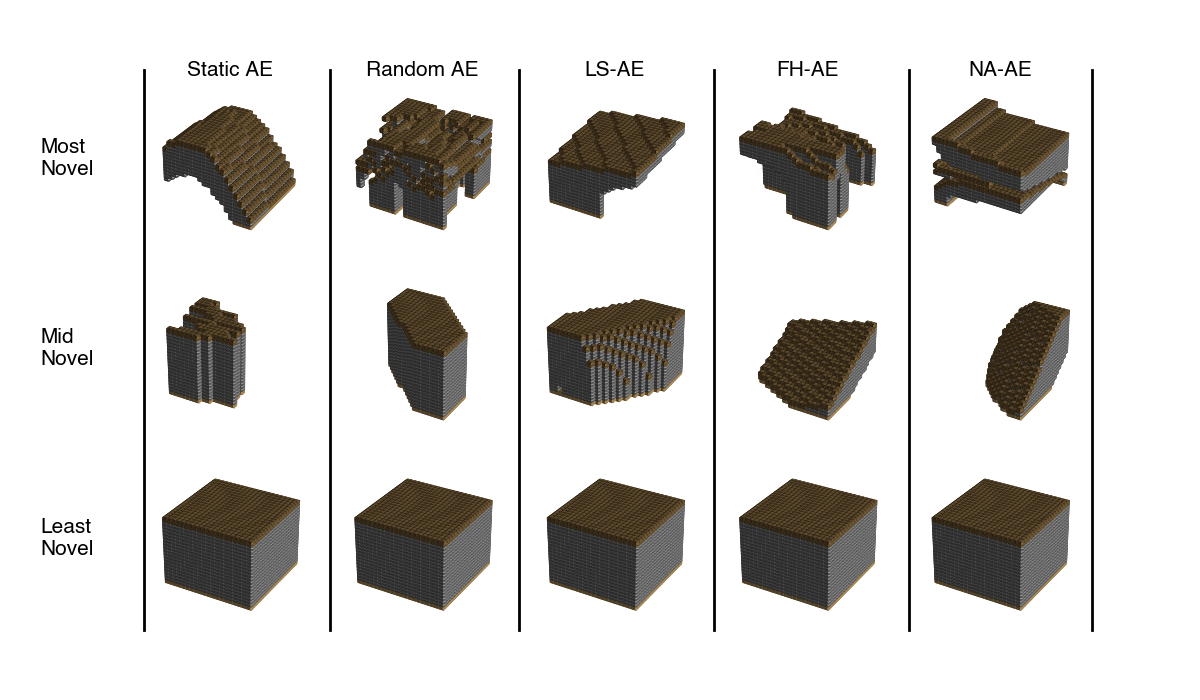 Static AE
Random AE
LS-AE
FH-AE
NA-AE
Most
Novel
Mid
Novel
Least
Novel